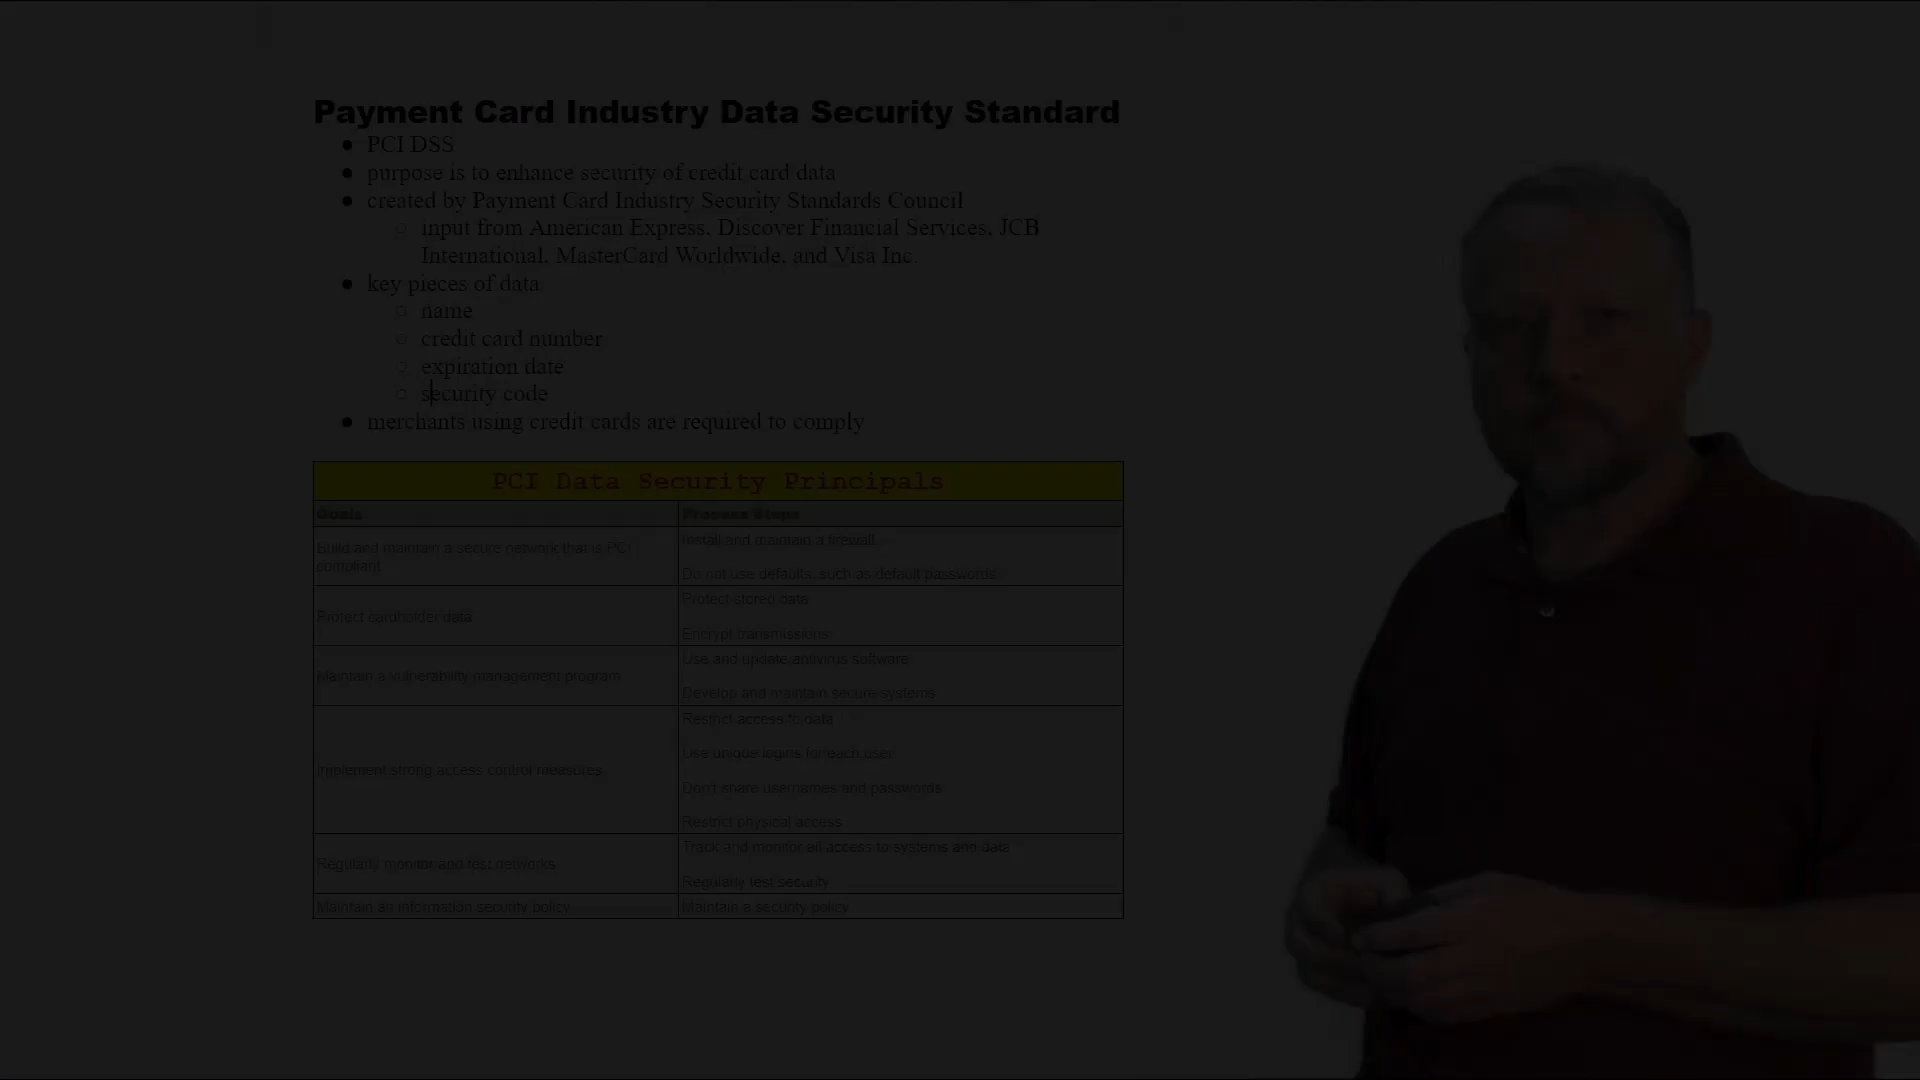 Payment Card Industry Data Security Standard
● PCI DSS
● purpose is to enhance security of credit card data
● created by Payment Card Industry Security Standards Council
○ input from American Express, Discover Financial Services, JCB
International, MasterCard Worldwide, and Visa Inc.
● key pieces of data
○ name
○ credit card number
○ expiration date
○ security code
● merchants using credit cards are required to comply
PCI Data Security Principals
Goals
Process Steps
Build and maintain a secure network that is PCI
compliant
Install and maintain a firewall
Do not use defaults, such as default passwords
Protect cardholder data
Protect stored data
Encrypt transmissions
Maintain a vulnerability management program
Use and update antivirus software
Develop and maintain secure systems
Implement strong access control measures
Restrict access to data
Use unique logins for each user
Don't share usernames and passwords
Restrict physical access
Regularly monitor and test networks
Track and monitor all access to systems and data
Regularly test security
Maintain an information security policy
Maintain a security policy